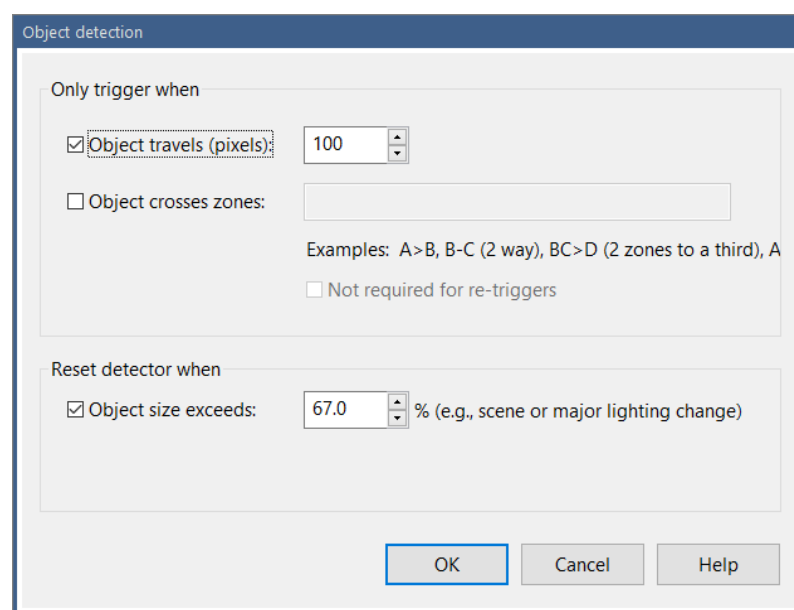 Object detection
Only trigger when
Object travels (pixels): 100
Object crosses zones:
Examples: A>B, B-C (2 way), BC>D (2 zones to a third), A
Not required for re-triggers
Reset detector when
Object size exceeds: 67.0 % (e.g., scene or major lighting change)
OK Cancel Help